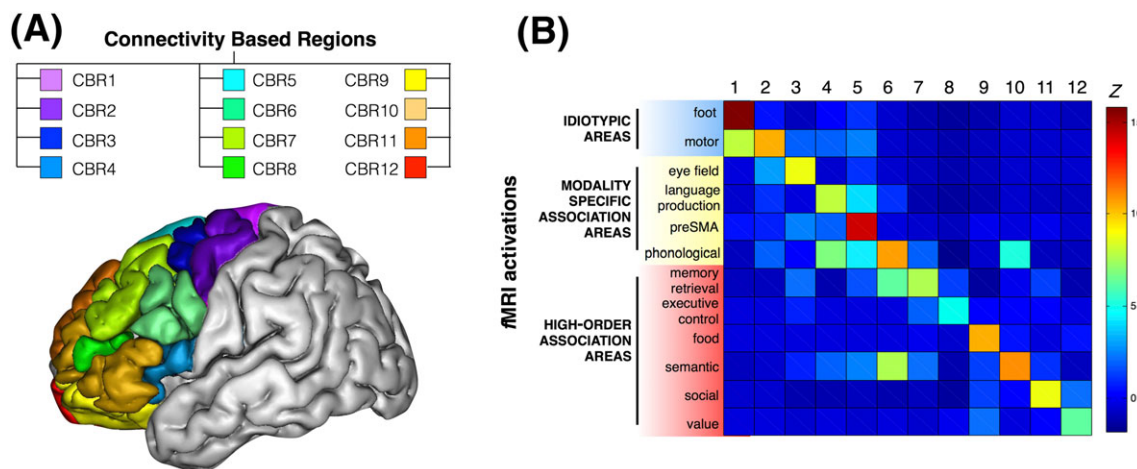 (A)
Connectivity Based Regions
CBR1 CBR5 CBR9
CBR2 CBR6 CBR10
CBR3 CBR7 CBR11
CBR4 CBR8 CBR12
(B)
1 2 3 4 5 6 7 8 9 10 11 12
Z
fMRI activations
IDIOTYPIC
AREAS
MODALITY
SPECIFIC
ASSOCIATION
AREAS
HIGH-ORDER
ASSOCIATION
AREAS
foot
motor
eye field
language
production
preSMA
phonological
memory
retrieval
executive
control
food
semantic
social
value
15
10
5
0